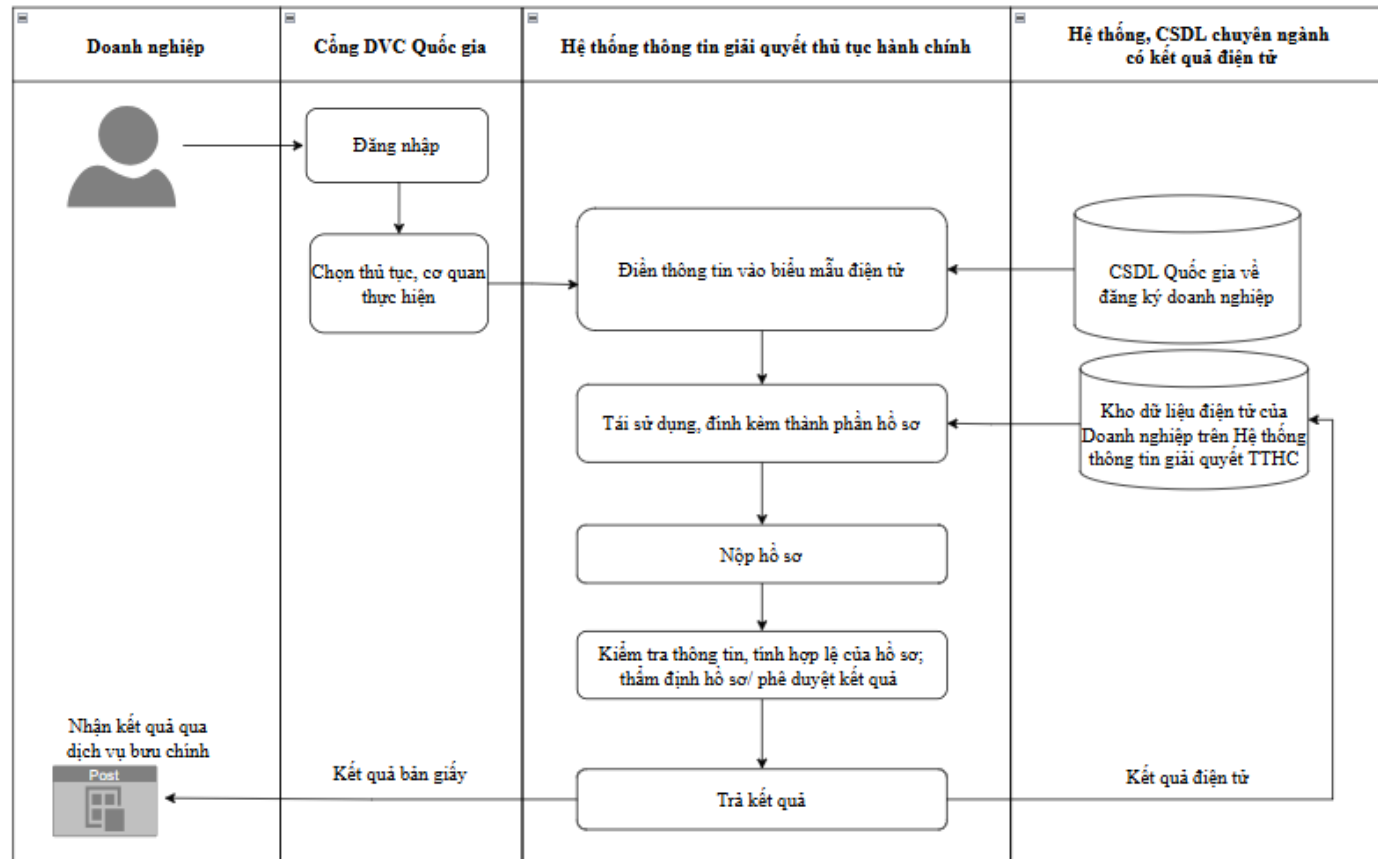 Doanh nghiệp
Cổng DVC Quốc gia
Hệ thống thông tin giải quyết thủ tục hành chính
Hệ thống, CSDL chuyên ngành
có kết quả điện tử
Đăng nhập
Chọn thủ tục, cơ quan
thực hiện
Điền thông tin vào biểu mẫu điện tử
CSDL Quốc gia về
đăng ký doanh nghiệp
Tái sử dụng, đính kèm thành phần hồ sơ
Kho dữ liệu điện tử của
Doanh nghiệp trên Hệ thống
thông tin giải quyết TTHC
Nộp hồ sơ
Kiểm tra thông tin, tính hợp lệ của hồ sơ;
thẩm định hồ sơ/ phê duyệt kết quả
Nhận kết quả qua
dịch vụ bưu chính
Post
Kết quả bản giấy
Trả kết quả
Kết quả điện tử